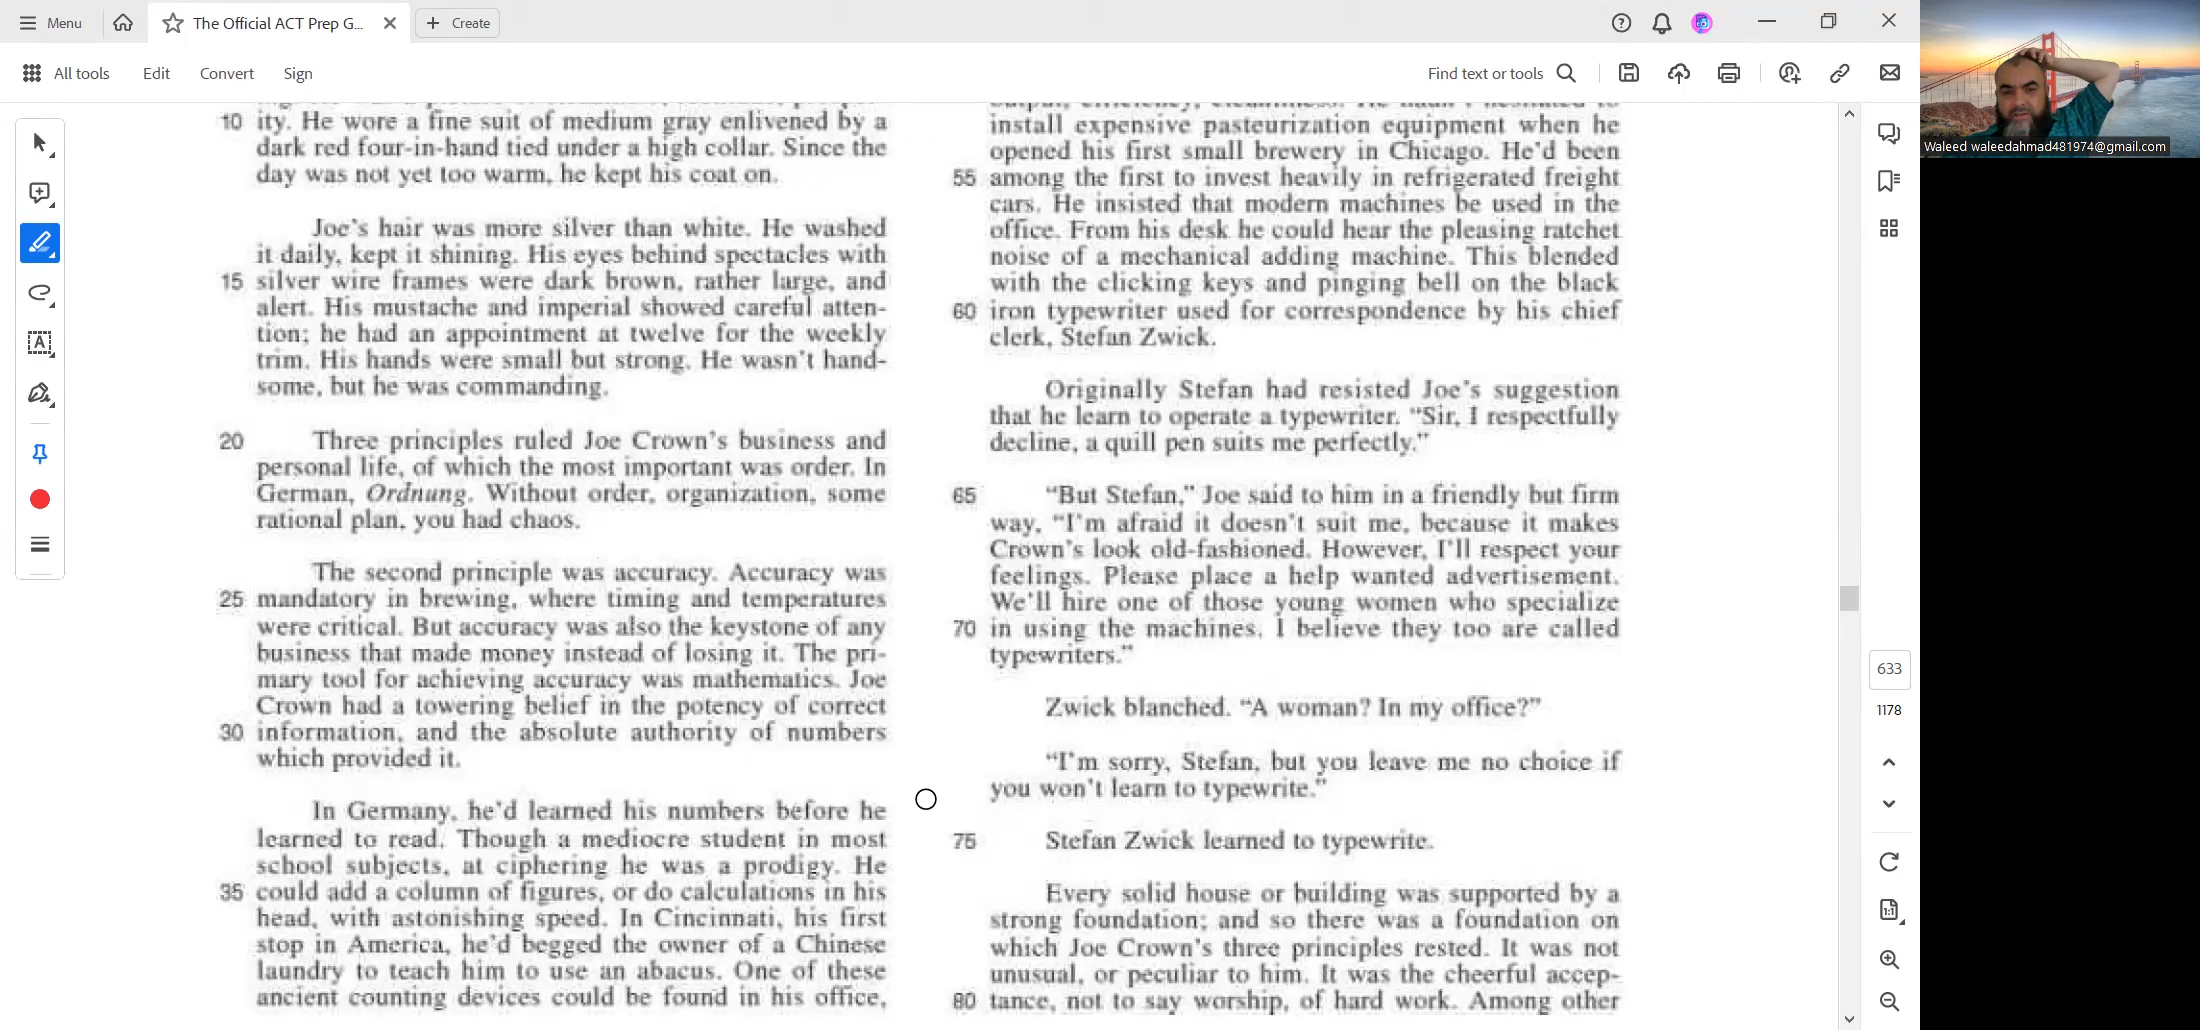 Menu
The Official ACT Prep G...
Create
All tools
Edit
Convert
Sign
Find text or tools
Waleed waleedahmad481974@gmail.com
10 ity. He wore a fine suit of medium gray enlivened by a
dark red four-in-hand tied under a high collar. Since the
day was not yet too warm, he kept his coat on.
Joe's hair was more silver than white. He washed
it daily, kept it shining. His eyes behind spectacles with
15 silver wire frames were dark brown, rather large, and
alert. His mustache and imperial showed careful atten-
tion; he had an appointment at twelve for the weekly
trim. His hands were small but strong. He wasn't hand-
some, but he was commanding.
20 Three principles ruled Joe Crown's business and
personal life, of which the most important was order. In
German, Ordnung. Without order, organization, some
rational plan, you had chaos.
The second principle was accuracy. Accuracy was
25 mandatory in brewing, where timing and temperatures
were critical. But accuracy was also the keystone of any
business that made money instead of losing it. The pri-
mary tool for achieving accuracy was mathematics. Joe
Crown had a towering belief in the potency of correct
30 information, and the absolute authority of numbers
which provided it.
In Germany, he'd learned his numbers before he
learned to read. Though a mediocre student in most
school subjects, at ciphering he was a prodigy. He
35 could add a column of figures, or do calculations in his
head, with astonishing speed. In Cincinnati, his first
stop in America, he'd begged the owner of a Chinese
laundry to teach him to use an abacus. One of these
ancient counting devices could be found in his office,
output, efficiency, cleanliness. He hadn't hesitated to
install expensive pasteurization equipment when he
opened his first small brewery in Chicago. He'd been
55 among the first to invest heavily in refrigerated freight
cars. He insisted that modern machines be used in the
office. From his desk he could hear the pleasing ratchet
noise of a mechanical adding machine. This blended
with the clicking keys and pinging bell on the black
60 iron typewriter used for correspondence by his chief
clerk, Stefan Zwick.
Originally Stefan had resisted Joe's suggestion
that he learn to operate a typewriter. "Sir, I respectfully
decline, a quill pen suits me perfectly."
65 "But Stefan," Joe said to him in a friendly but firm
way, "I'm afraid it doesn't suit me, because it makes
Crown's look old-fashioned. However, I'll respect your
feelings. Please place a help wanted advertisement.
We'll hire one of those young women who specialize
70 in using the machines. I believe they too are called
typewriters."
Zwick blanched. "A woman? In my office?"
"I'm sorry, Stefan, but you leave me no choice if
you won't learn to typewrite."
75 Stefan Zwick learned to typewrite.
Every solid house or building was supported by a
strong foundation; and so there was a foundation on
which Joe Crown's three principles rested. It was not
unusual, or peculiar to him. It was the cheerful accep-
80 tance, not to say worship, of hard work. Among other
633
1178